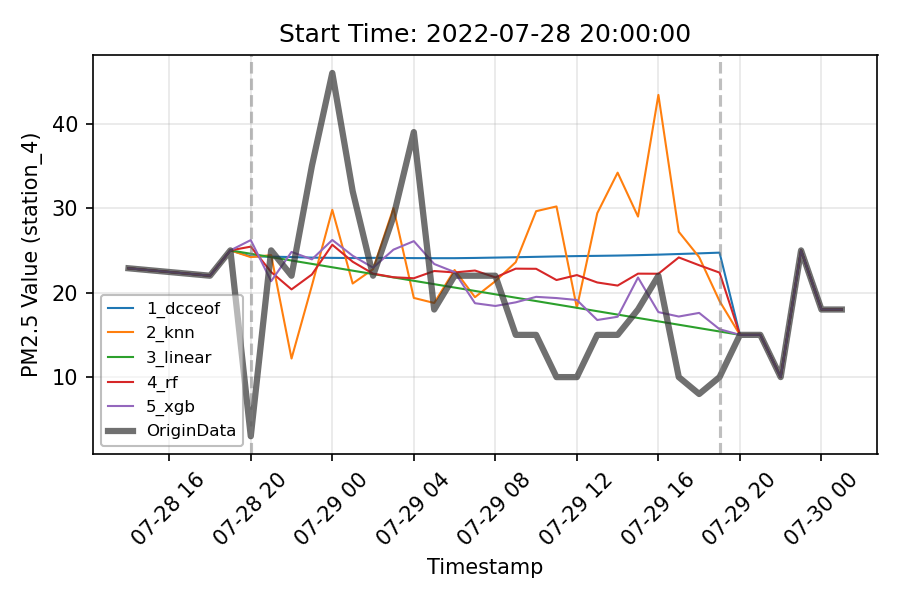 Start Time: 2022-07-28 20:00:00
PM2.5 Value (station_4)
40
30
20
10
1_dcceof
2_knn
3_linear
4_rf
5_xgb
OriginData
07-28 16
07-28 20
07-29 00
07-29 04
07-29 08
07-29 12
07-29 16
07-29 20
07-30 00
Timestamp